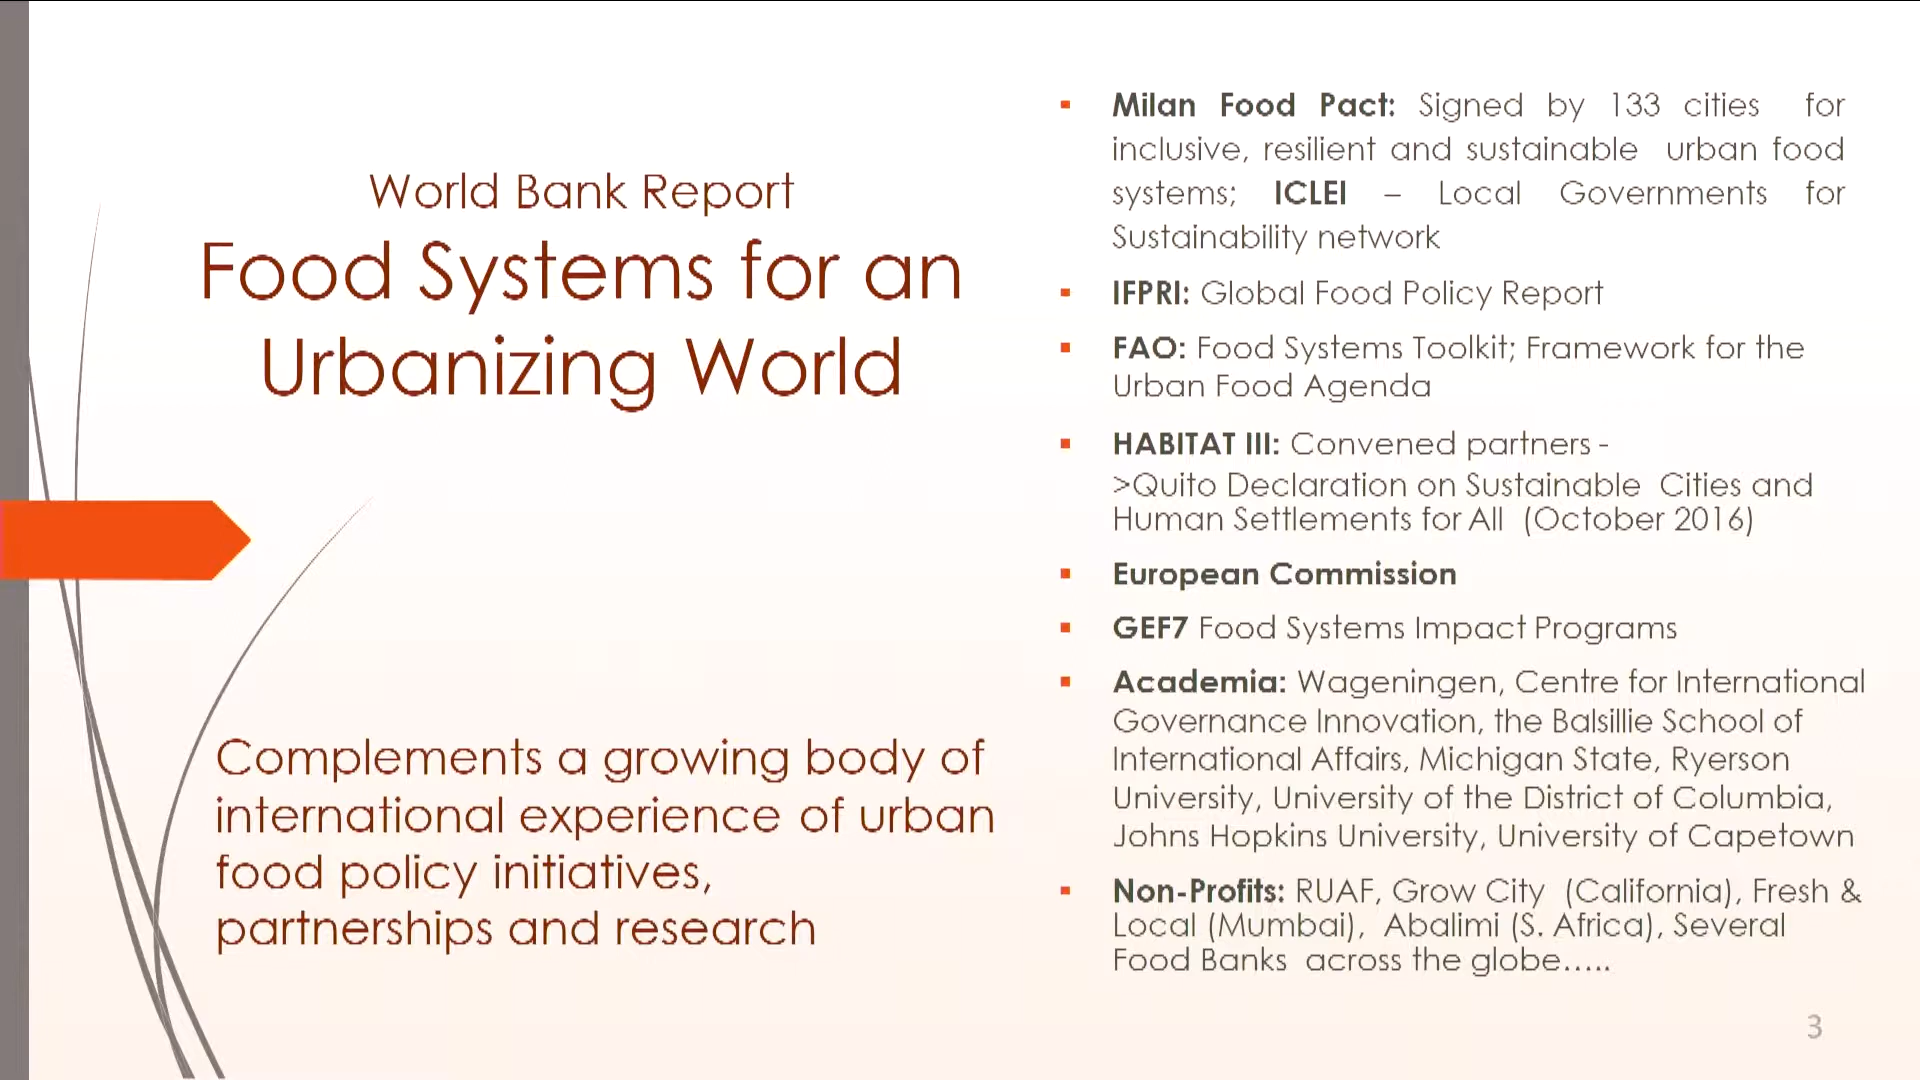 World Bank Report
Food Systems for an
Urbanizing World
Complements a growing body of
international experience of urban
food policy initiatives,
partnerships and research
▪ Milan Food Pact: Signed by 133 cities for
inclusive, resilient and sustainable urban food
systems; ICLEI – Local Governments for
Sustainability network
▪ IFPRI: Global Food Policy Report
▪ FAO: Food Systems Toolkit; Framework for the
Urban Food Agenda
▪ HABITAT III: Convened partners -
>Quito Declaration on Sustainable Cities and
Human Settlements for All (October 2016)
▪ European Commission
▪ GEF7 Food Systems Impact Programs
▪ Academia: Wageningen, Centre for International
Governance Innovation, the Balsillie School of
International Affairs, Michigan State, Ryerson
University, University of the District of Columbia,
Johns Hopkins University, University of Capetown
▪ Non-Profits: RUAF, Grow City (California), Fresh &
Local (Mumbai), Abalimi (S. Africa), Several
Food Banks across the globe.....
3